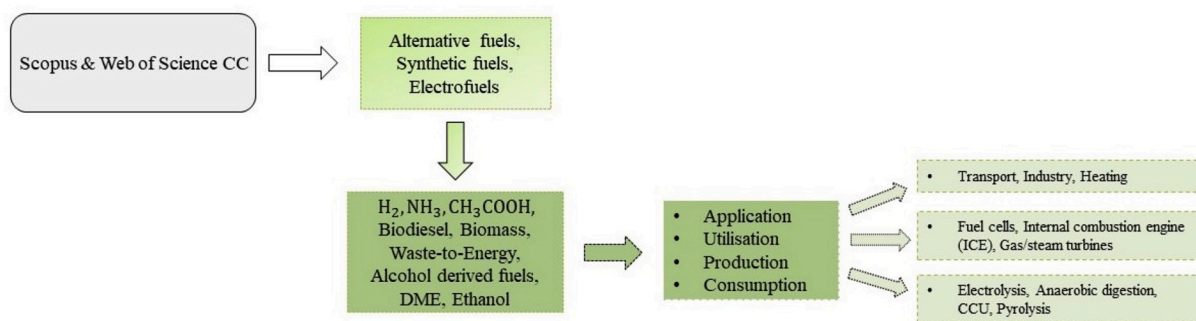 Scopus & Web of Science CC
Alternative fuels,
Synthetic fuels,
Electrofuels
H₂,NH₃,CH₃COOH,
Biodiesel, Biomass,
Waste-to-Energy,
Alcohol derived fuels,
DME, Ethanol
• Application
• Utilisation
• Production
• Consumption
• Transport, Industry, Heating
• Fuel cells, Internal combustion engine
(ICE), Gas/steam turbines
• Electrolysis, Anaerobic digestion,
CCU, Pyrolysis